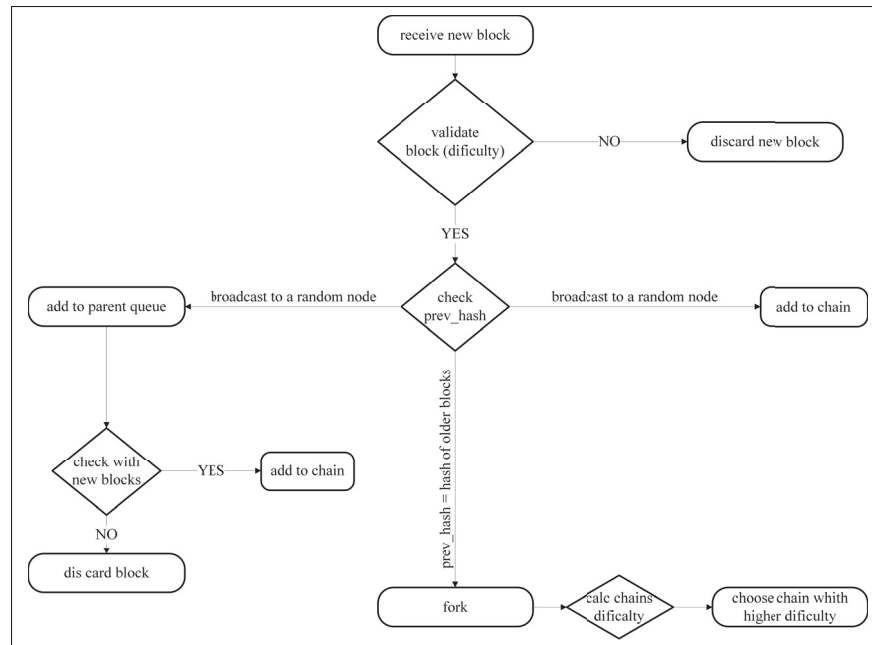 receive new block
validate
block (dificulty)
NO
discard new block
YES
add to parent queue
broadcast to a random node
check
prev_hash
broadcast to a random node
add to chain
prev_hash = hash of older blocks
check with
new blocks
YES
add to chain
NO
dis card block
fork
calc chains
dificalty
choose chain whith
higher dificulty